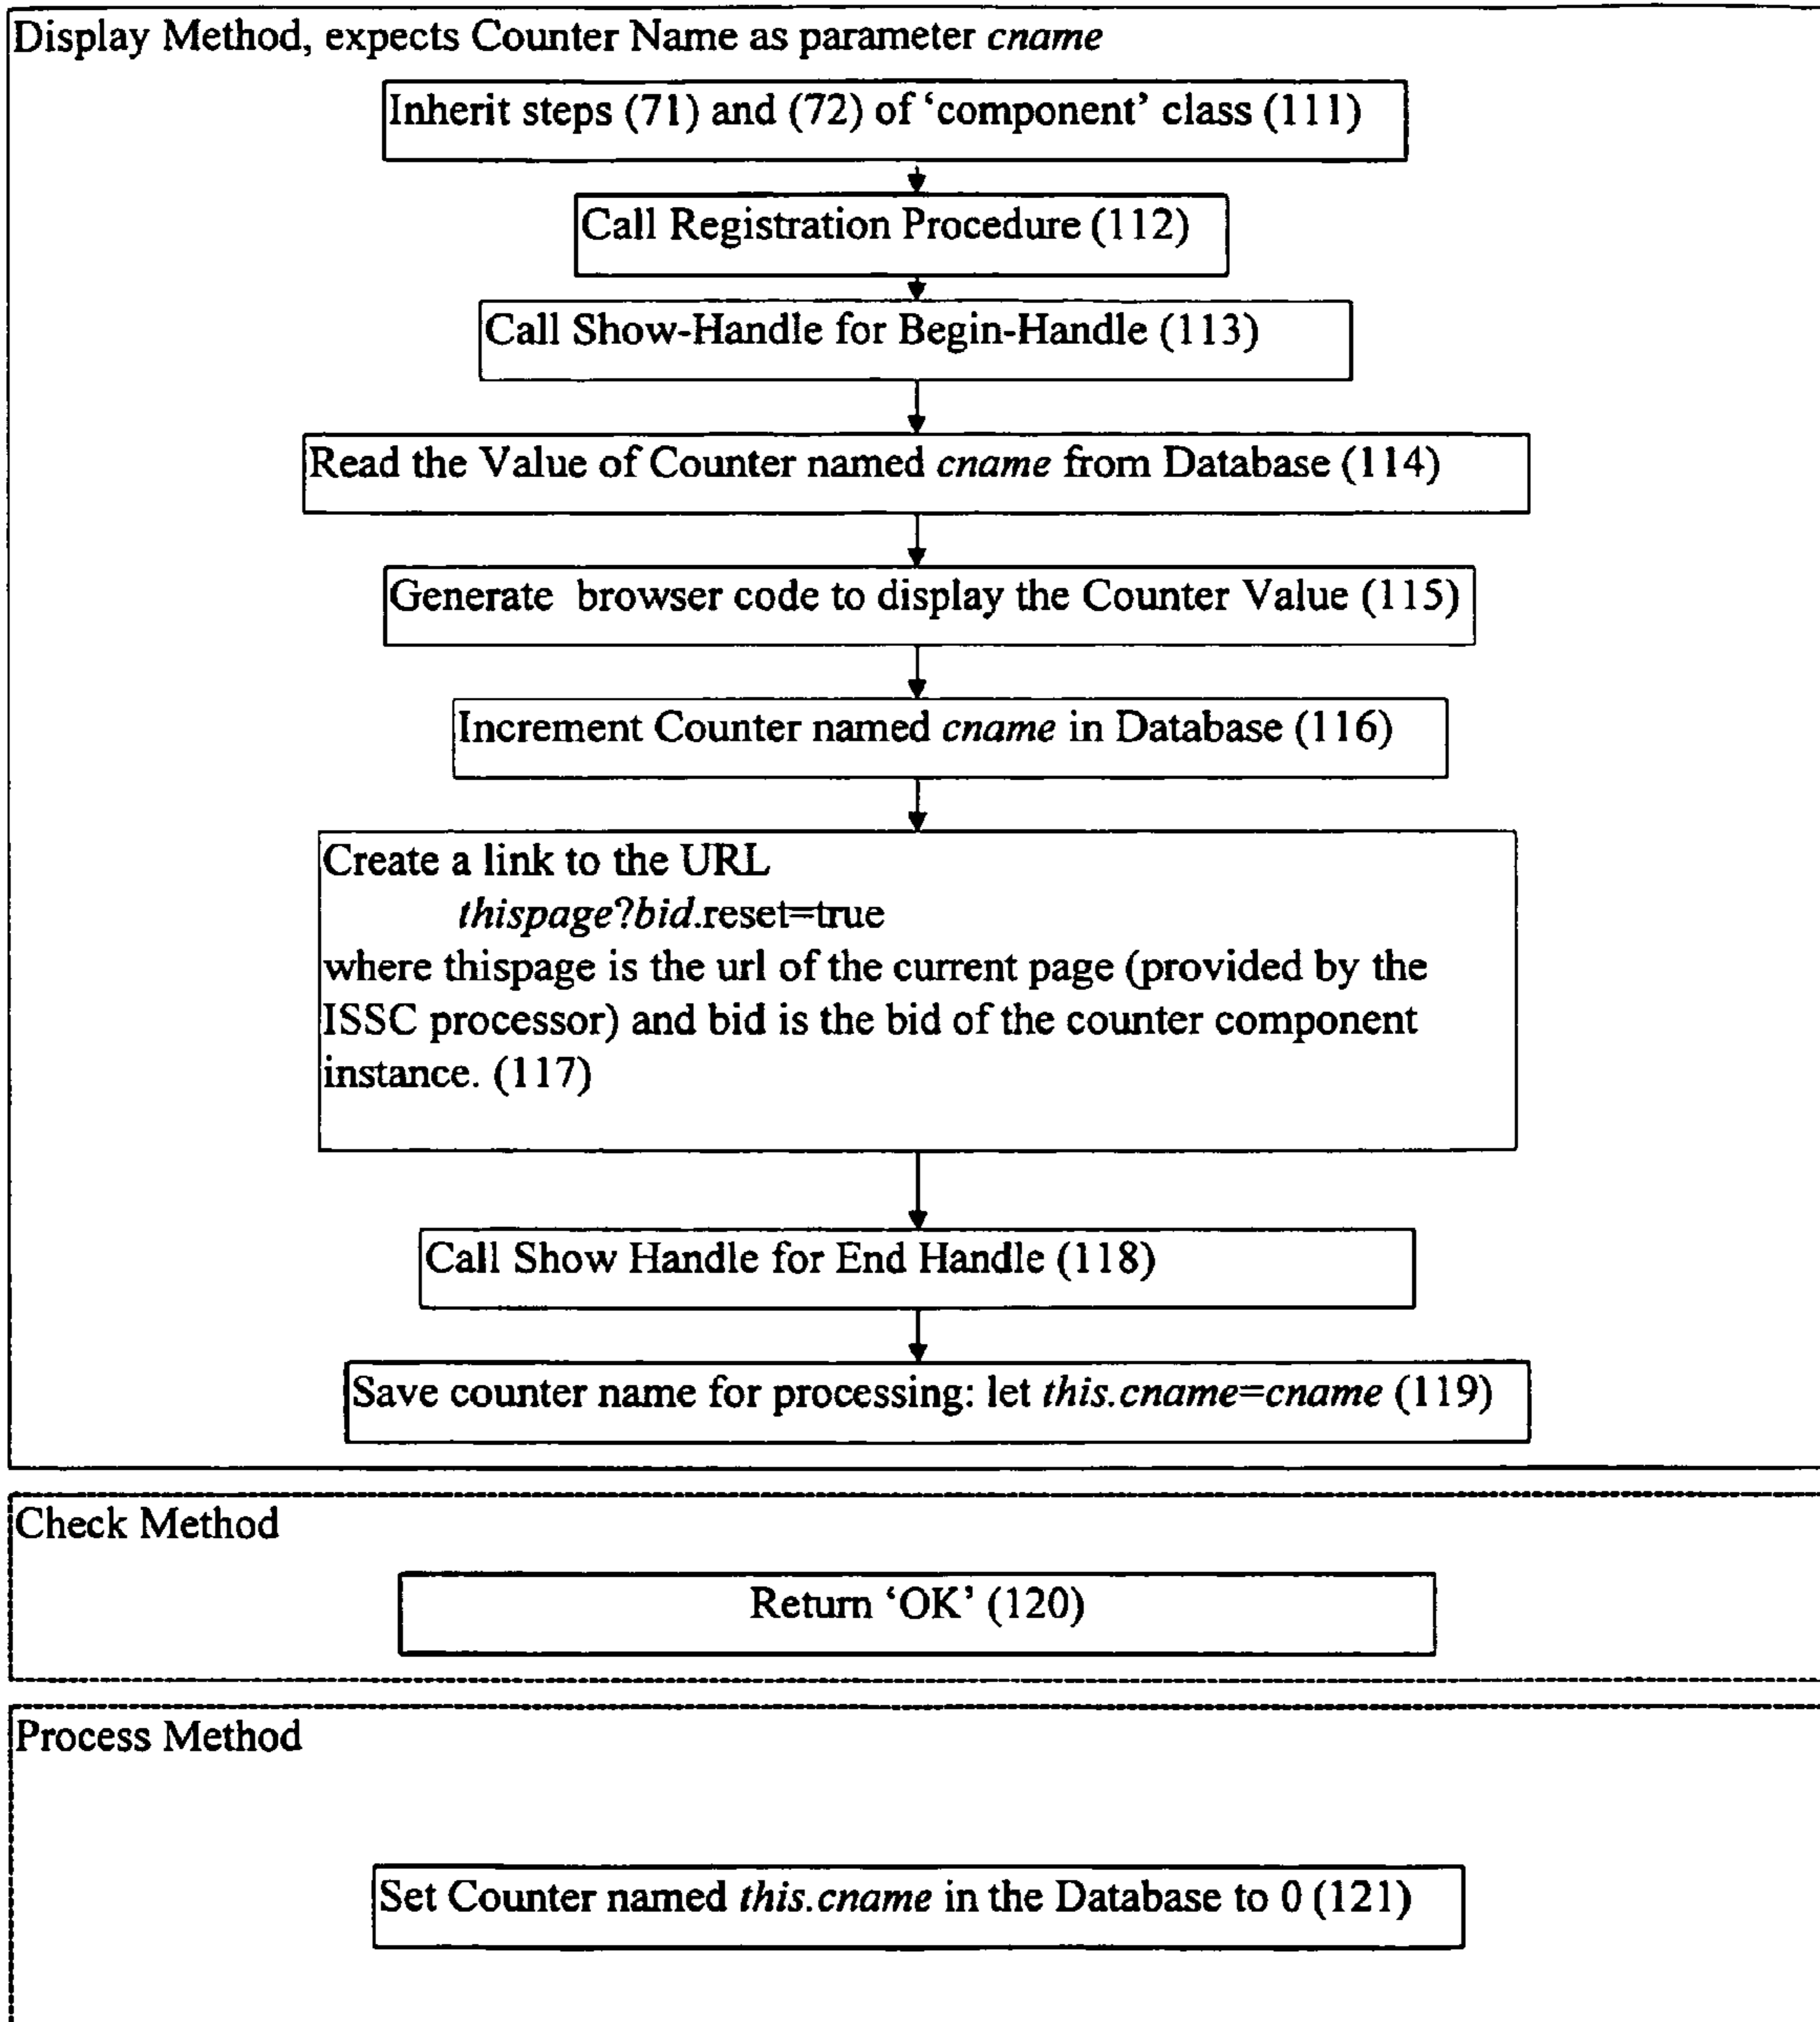 Display Method, expects Counter Name as parameter cname
Inherit steps (71) and (72) of ‘component’ class (111)
Call Registration Procedure (112)
Call Show-Handle for Begin-Handle (113)
Read the Value of Counter named cname from Database (114)
Generate browser code to display the Counter Value (115)
Increment Counter named cname in Database (116)
Create a link to the URL
thispage?bid.reset=true
where thispage is the url of the current page (provided by the
ISSC processor) and bid is the bid of the counter component
instance. (117)
Call Show Handle for End Handle (118)
Save counter name for processing: let this.cname=cname (119)
Check Method
Return ‘OK’ (120)
Process Method
Set Counter named this.cname in the Database to 0 (121)